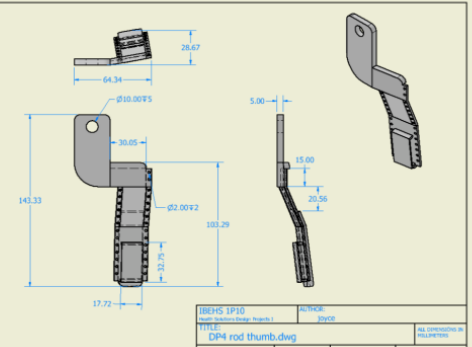 28.67
64.34
Ø10.00↧5
5.00
30.05
15.00
143.33
20.56
Ø2.00↧2
103.29
32.75
17.72
IBEHS 1P10
Health Solutions Design Projects 1
AUTHOR:
Joyce
TITLE:
DP4 rod thumb.dwg
ALL DIMENSIONS IN
MILLIMETERS